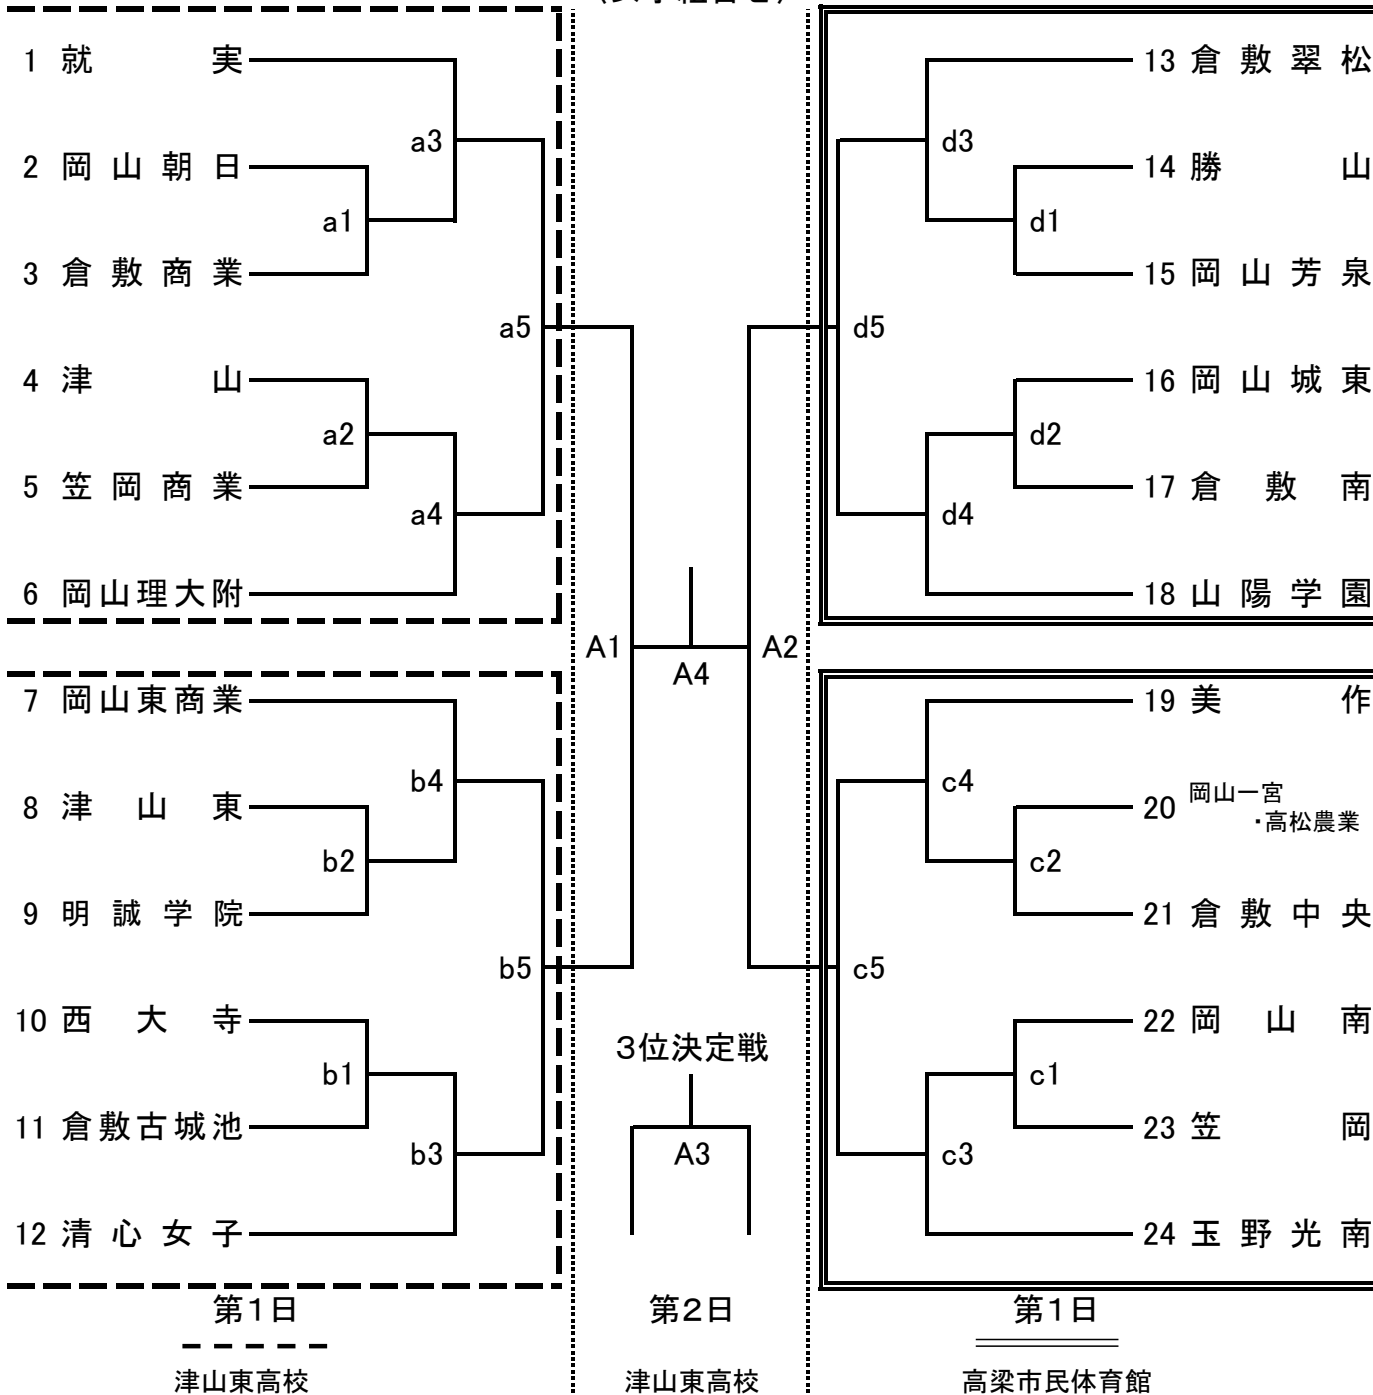 1 就実
2 岡山朝日
3 倉敷商業
4 津山
5 笠岡商業
6 岡山理大附
a1
a2
a3
a4
a5
7 岡山東商業
8 津山東
9 明誠学院
10 西大寺
11 倉敷古城池
12 清心女子
b4
b2
b5
b1
b3
A1
A4
A2
3位決定戦
A3
13 倉敷翠松
14 勝山
15 岡山芳泉
16 岡山城東
17 倉敷南
18 山陽学園
d3
d1
d5
d2
d4
19 美作
20 岡山一宮
・高松農業
21 倉敷中央
22 岡山南
23 笠岡
24 玉野光南
c4
c2
c5
c1
c3
第1日
津山東高校
第2日
津山東高校
第1日
高梁市民体育館